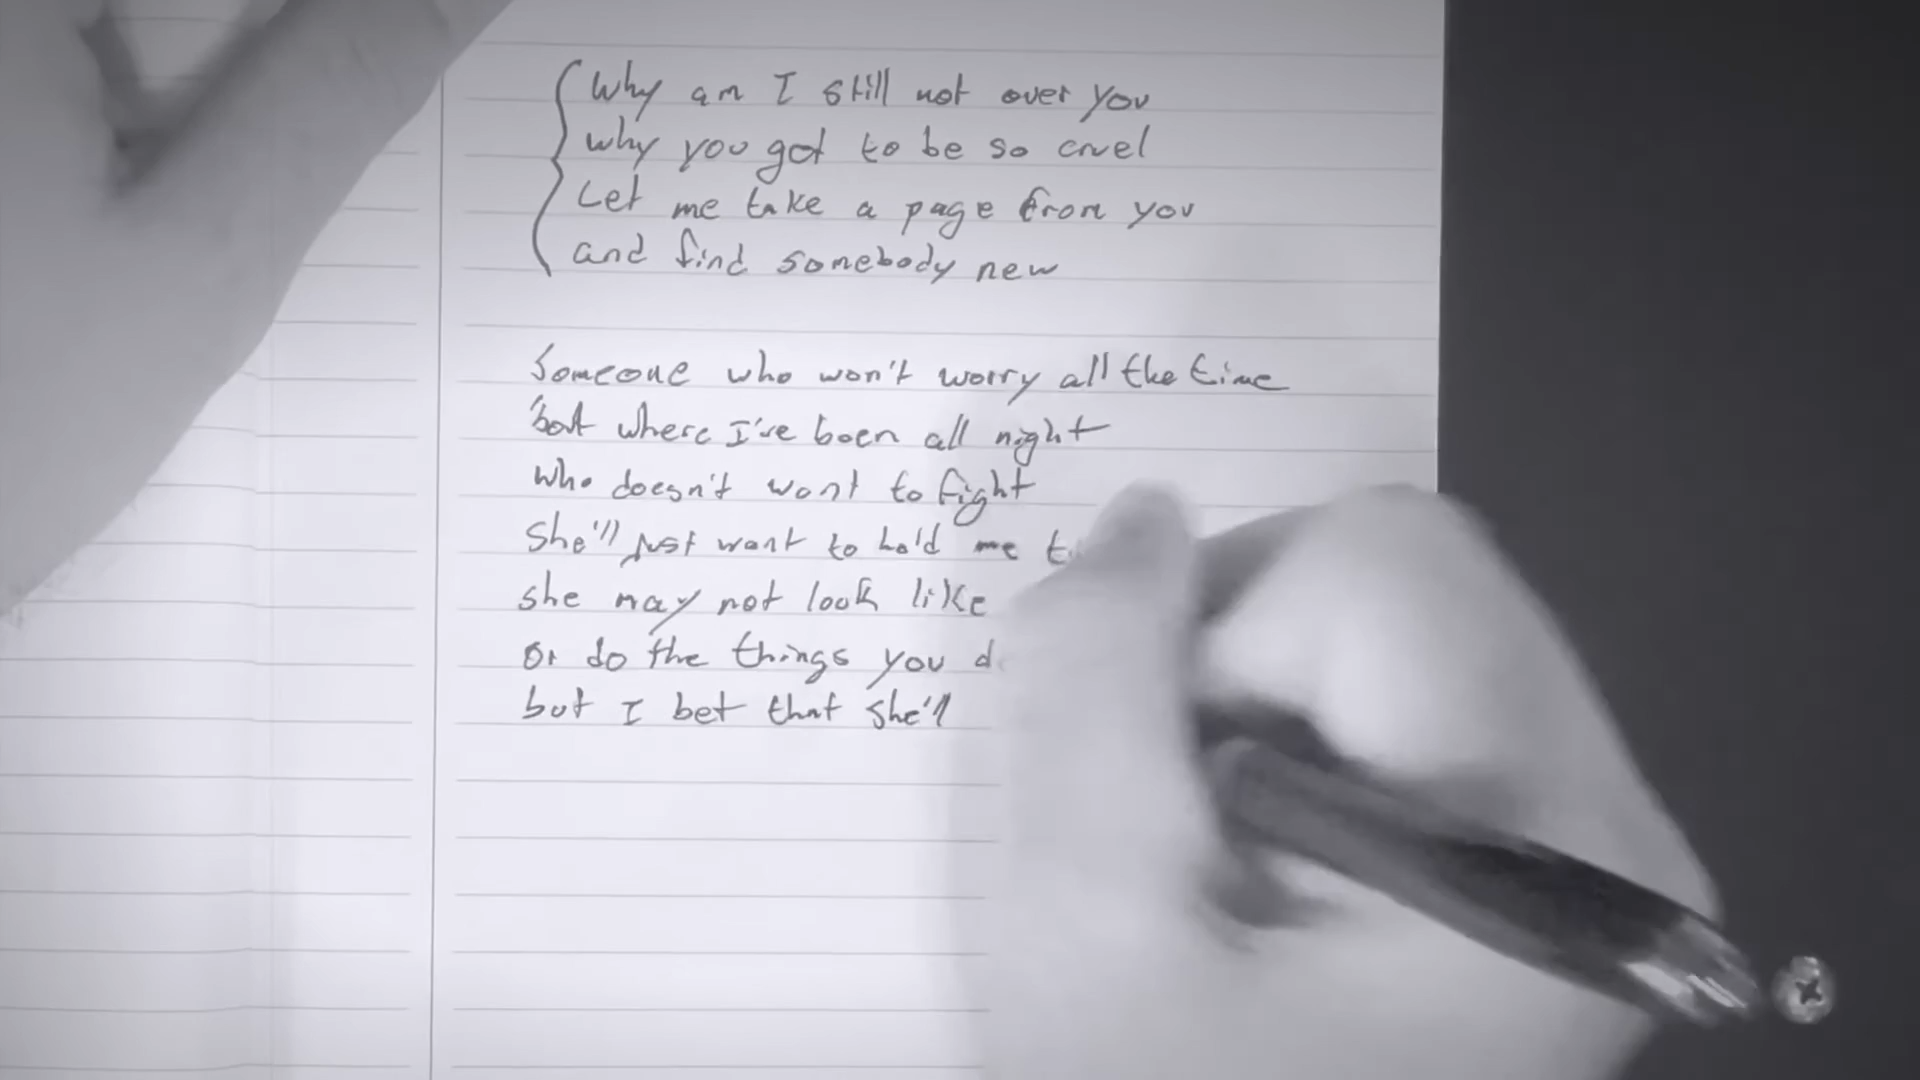 Why am I still not over you
why you got to be so cruel
Let me take a page from you
and find somebody new
Someone who won't worry all the time
'bout where I've been all night
who doesn't want to fight
she'll just want to hold me
she may not look like
or do the things you
but I bet that she'll